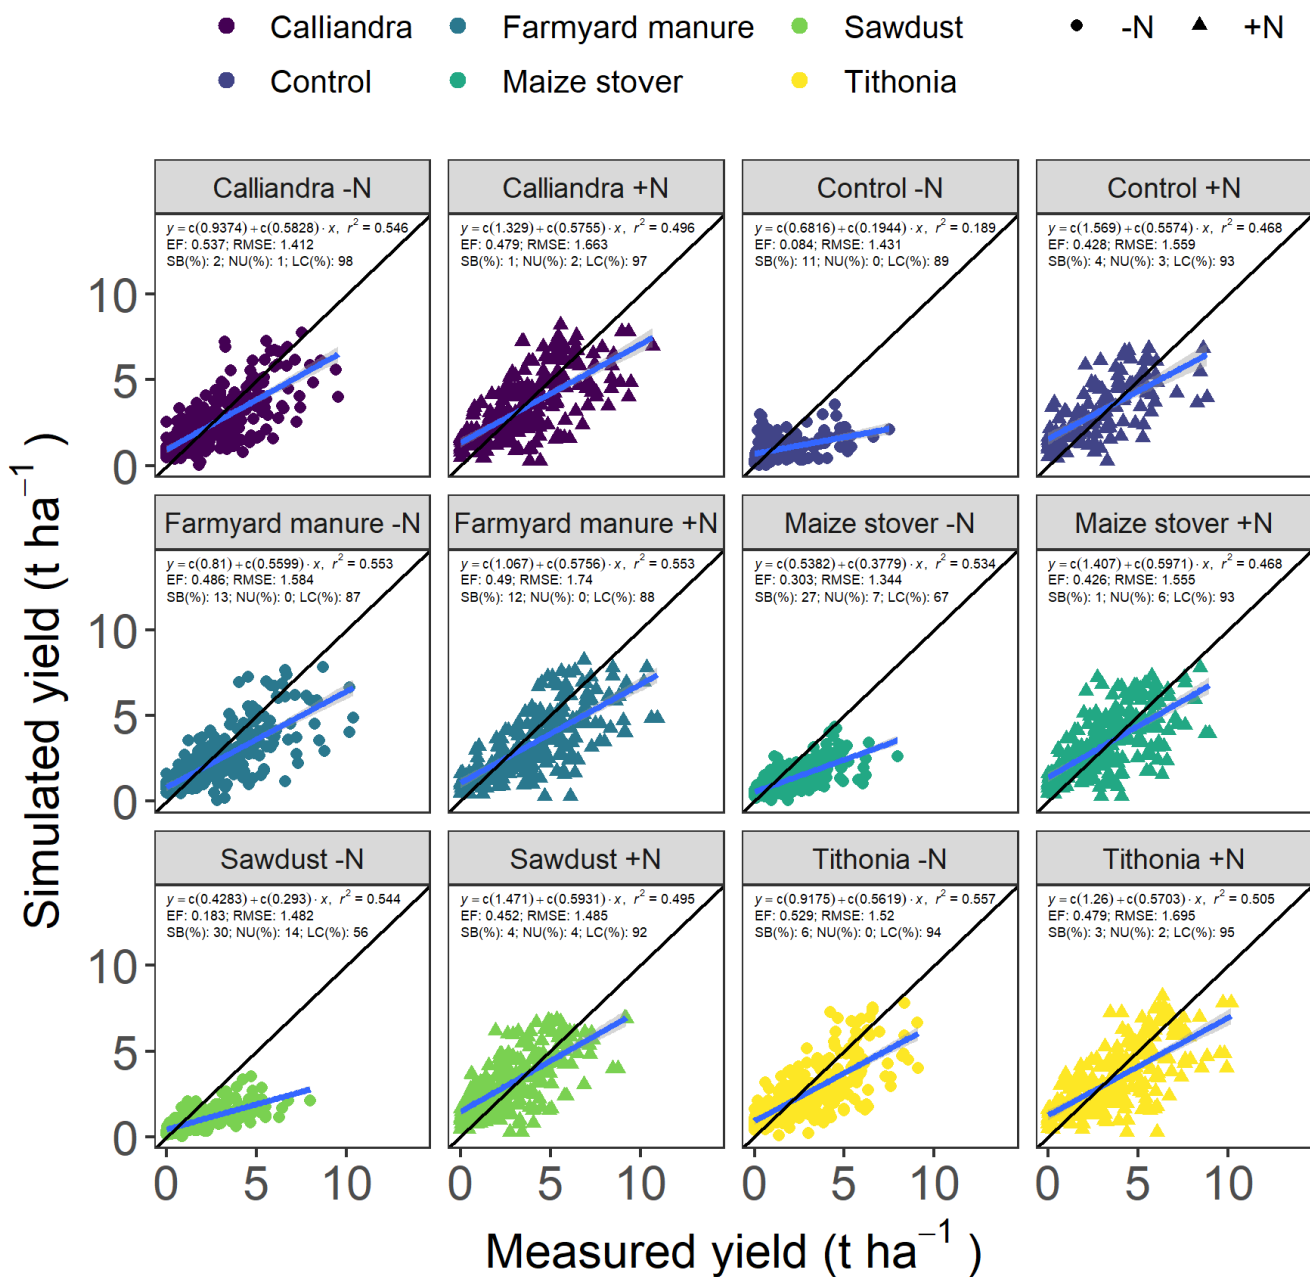 Calliandra Farmyard manure Sawdust -N +N
Control Maize stover Tithonia
Calliandra -N Calliandra +N Control -N Control +N
y = c(0.9374) + c(0.5828) · x, r² = 0.546
EF: 0.537; RMSE: 1.412
SB(%): 2; NU(%): 1; LC(%): 98
y = c(1.329) + c(0.5755) · x, r² = 0.496
EF: 0.479; RMSE: 1.663
SB(%): 1; NU(%): 2; LC(%): 97
y = c(0.6816) + c(0.1944) · x, r² = 0.189
EF: 0.084; RMSE: 1.431
SB(%): 11; NU(%): 0; LC(%): 89
y = c(1.569) + c(0.5574) · x, r² = 0.468
EF: 0.428; RMSE: 1.559
SB(%): 4; NU(%): 3; LC(%): 93
10
5
0
Farmyard manure -N Farmyard manure +N Maize stover -N Maize stover +N
y = c(0.81) + c(0.5599) · x, r² = 0.553
EF: 0.486; RMSE: 1.584
SB(%): 13; NU(%): 0; LC(%): 87
y = c(1.067) + c(0.5756) · x, r² = 0.553
EF: 0.49; RMSE: 1.74
SB(%): 12; NU(%): 0; LC(%): 88
y = c(0.5382) + c(0.3779) · x, r² = 0.534
EF: 0.303; RMSE: 1.344
SB(%): 27; NU(%): 7; LC(%): 67
y = c(1.407) + c(0.5971) · x, r² = 0.468
EF: 0.426; RMSE: 1.555
SB(%): 1; NU(%): 6; LC(%): 93
10
5
0
Sawdust -N Sawdust +N Tithonia -N Tithonia +N
y = c(0.4283) + c(0.293) · x, r² = 0.544
EF: 0.183; RMSE: 1.482
SB(%): 30; NU(%): 14; LC(%): 56
y = c(1.471) + c(0.5931) · x, r² = 0.495
EF: 0.452; RMSE: 1.485
SB(%): 4; NU(%): 4; LC(%): 92
y = c(0.9175) + c(0.5619) · x, r² = 0.557
EF: 0.529; RMSE: 1.52
SB(%): 6; NU(%): 0; LC(%): 94
y = c(1.26) + c(0.5703) · x, r² = 0.505
EF: 0.479; RMSE: 1.695
SB(%): 3; NU(%): 2; LC(%): 95
10
5
0
0 5 10 0 5 10 0 5 10 0 5 10
Measured yield (t ha⁻¹ )
Simulated yield (t ha⁻¹ )